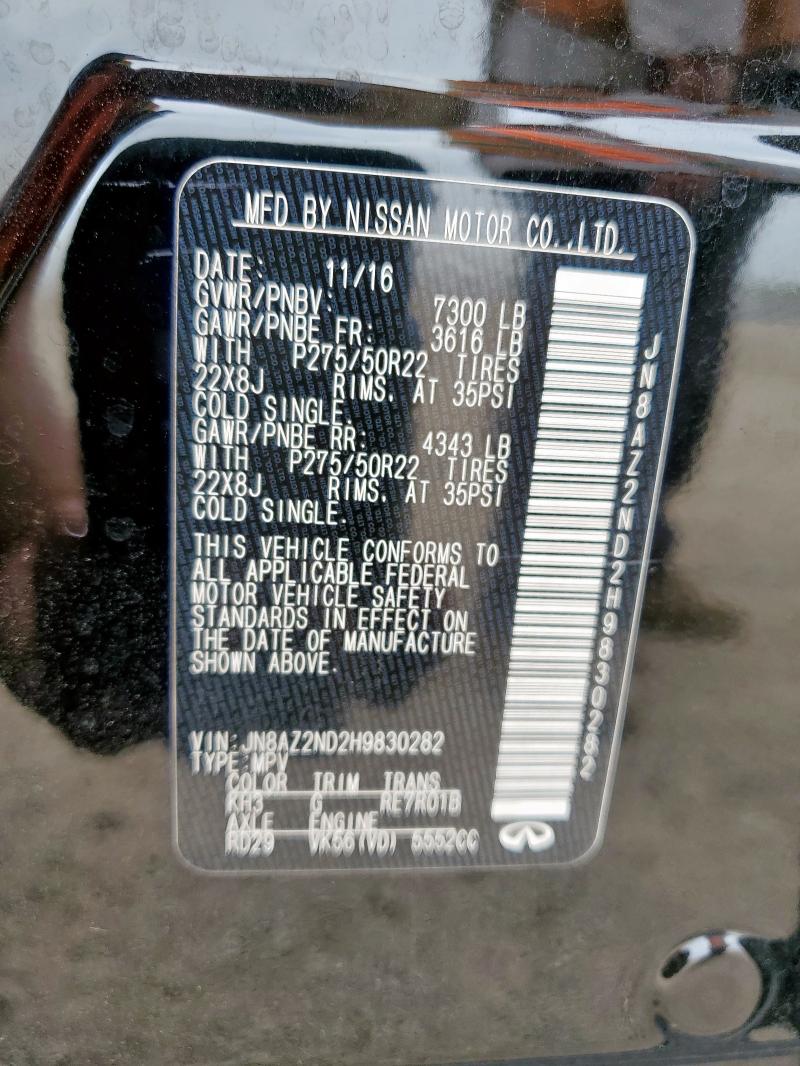 MFD BY NISSAN MOTOR CO.,LTD.
DATE: 11/16
GVWR/PNBV: 7300 LB
GAWR/PNBE FR: 3616 LB
WITH P275/50R22 TIRES
22X8J RIMS. AT 35PSI
COLD SINGLE.
GAWR/PNBE RR: 4343 LB
WITH P275/50R22 TIRES
22X8J RIMS. AT 35PSI
COLD SINGLE.
THIS VEHICLE CONFORMS TO
ALL APPLICABLE FEDERAL
MOTOR VEHICLE SAFETY
STANDARDS IN EFFECT ON
THE DATE OF MANUFACTURE
SHOWN ABOVE.
VIN:JN8AZ2ND2H9830282
TYPE:MPV
COLOR TRIM TRANS
KH3 G RE7R01B
AXLE ENGINE
RD29 VK56(VD) 5552CC
JN8AZ2ND2H9830282